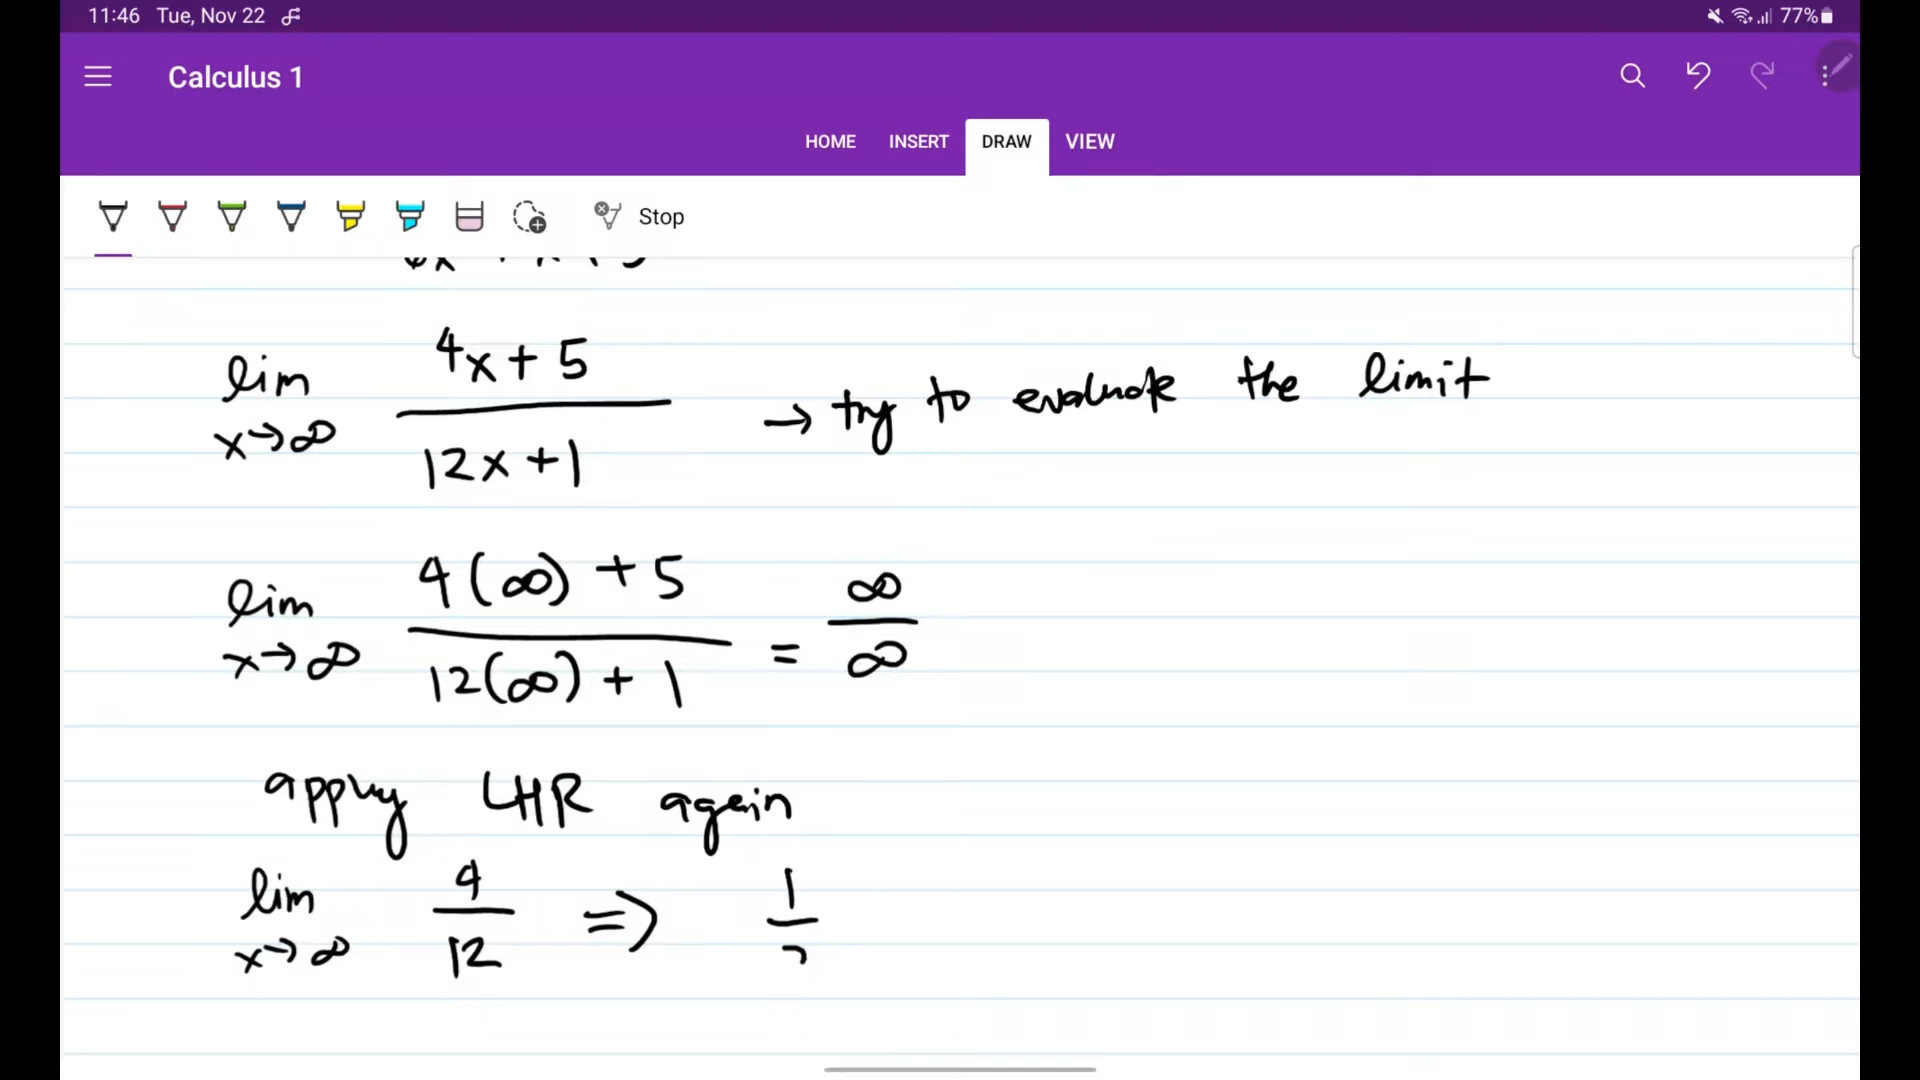 11:46 Tue, Nov 22 77%
Calculus 1
HOME INSERT DRAW VIEW
Stop
lim x→∞ (4x+5)/(12x+1) → try to evaluate the limit
lim x→∞ (4(∞)+5)/(12(∞)+1) = ∞/∞
apply LHR again
lim x→∞ 4/12 => 1/